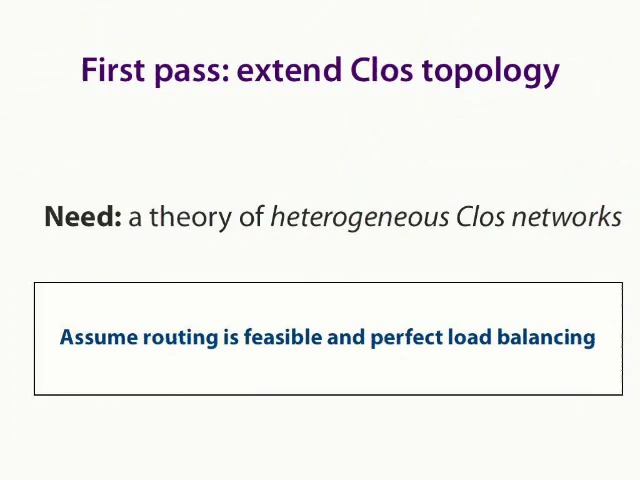 First pass: extend Clos topology
Need: a theory of heterogeneous Clos networks
Assume routing is feasible and perfect load balancing